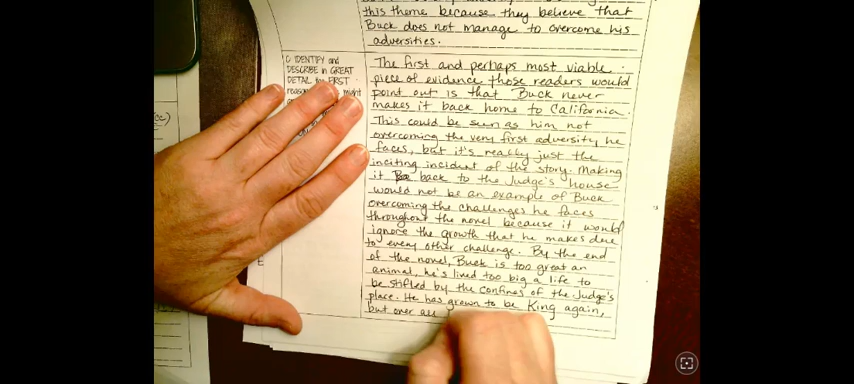 this theme because they believe that
Buck does not manage to overcome his
adversities.
C: IDENTIFY and
DESCRIBE in GREAT
DETAIL the FIRST
might
The first and perhaps most viable
piece of evidence those readers would
point out is that Buck never
makes it back home to California.
This could be seen as him not
overcoming the very first adversity he
faces, but it's really just the
inciting incident of the story. Making
it back to the Judge's house
would not be an example of Buck
overcoming the challenges he faces
throughout the novel because it would
ignore the growth that he makes due
to every other challenge. By the end
of the novel, Buck is too great an
animal, he's lived too big a life to
be stifled by the confines of the Judge's
place. He has grown to be King again,
but over all
E